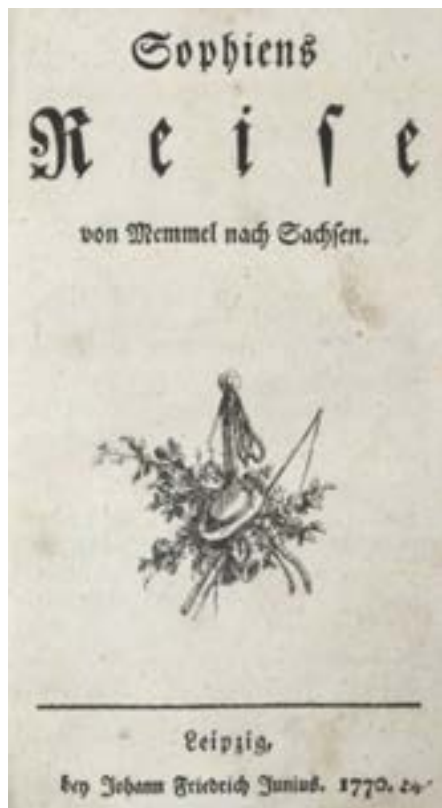 Sophiens
Reiſe
von Memmel nach Sachſen.
Leipzig,
bey Johann Friedrich Junius. 1770.